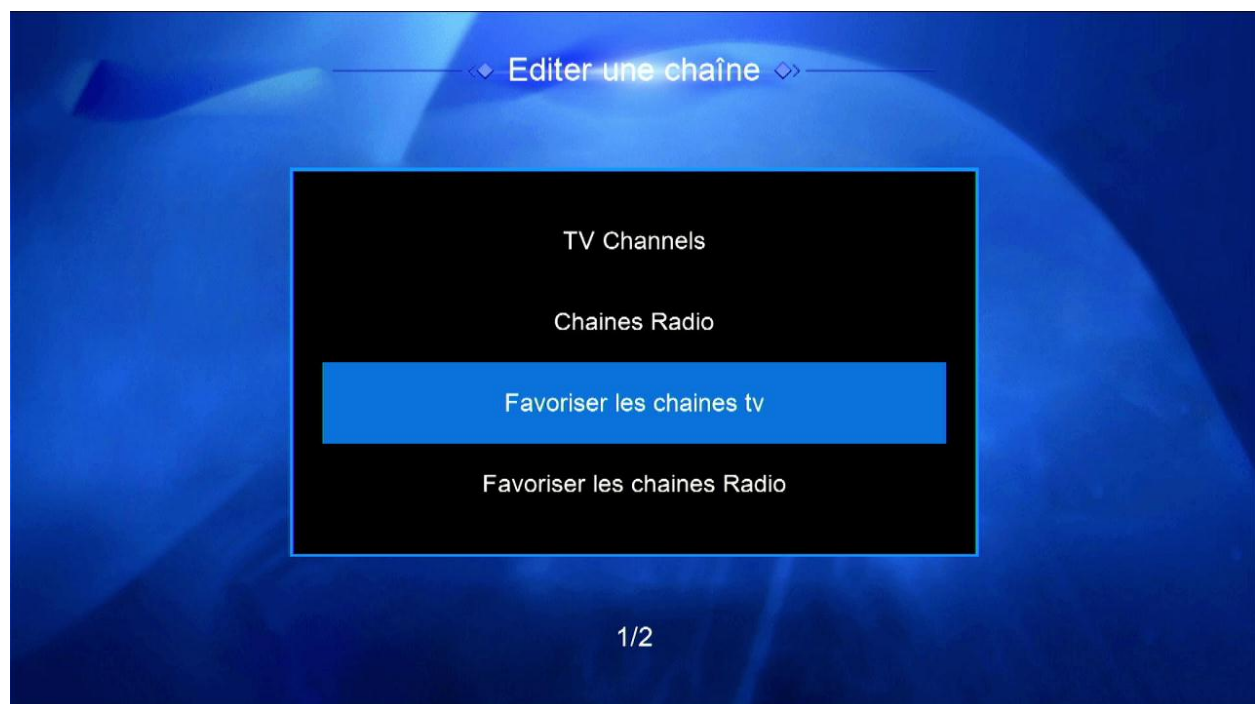 Editer une chaîne
TV Channels
Chaines Radio
Favoriser les chaines tv
Favoriser les chaines Radio
1/2